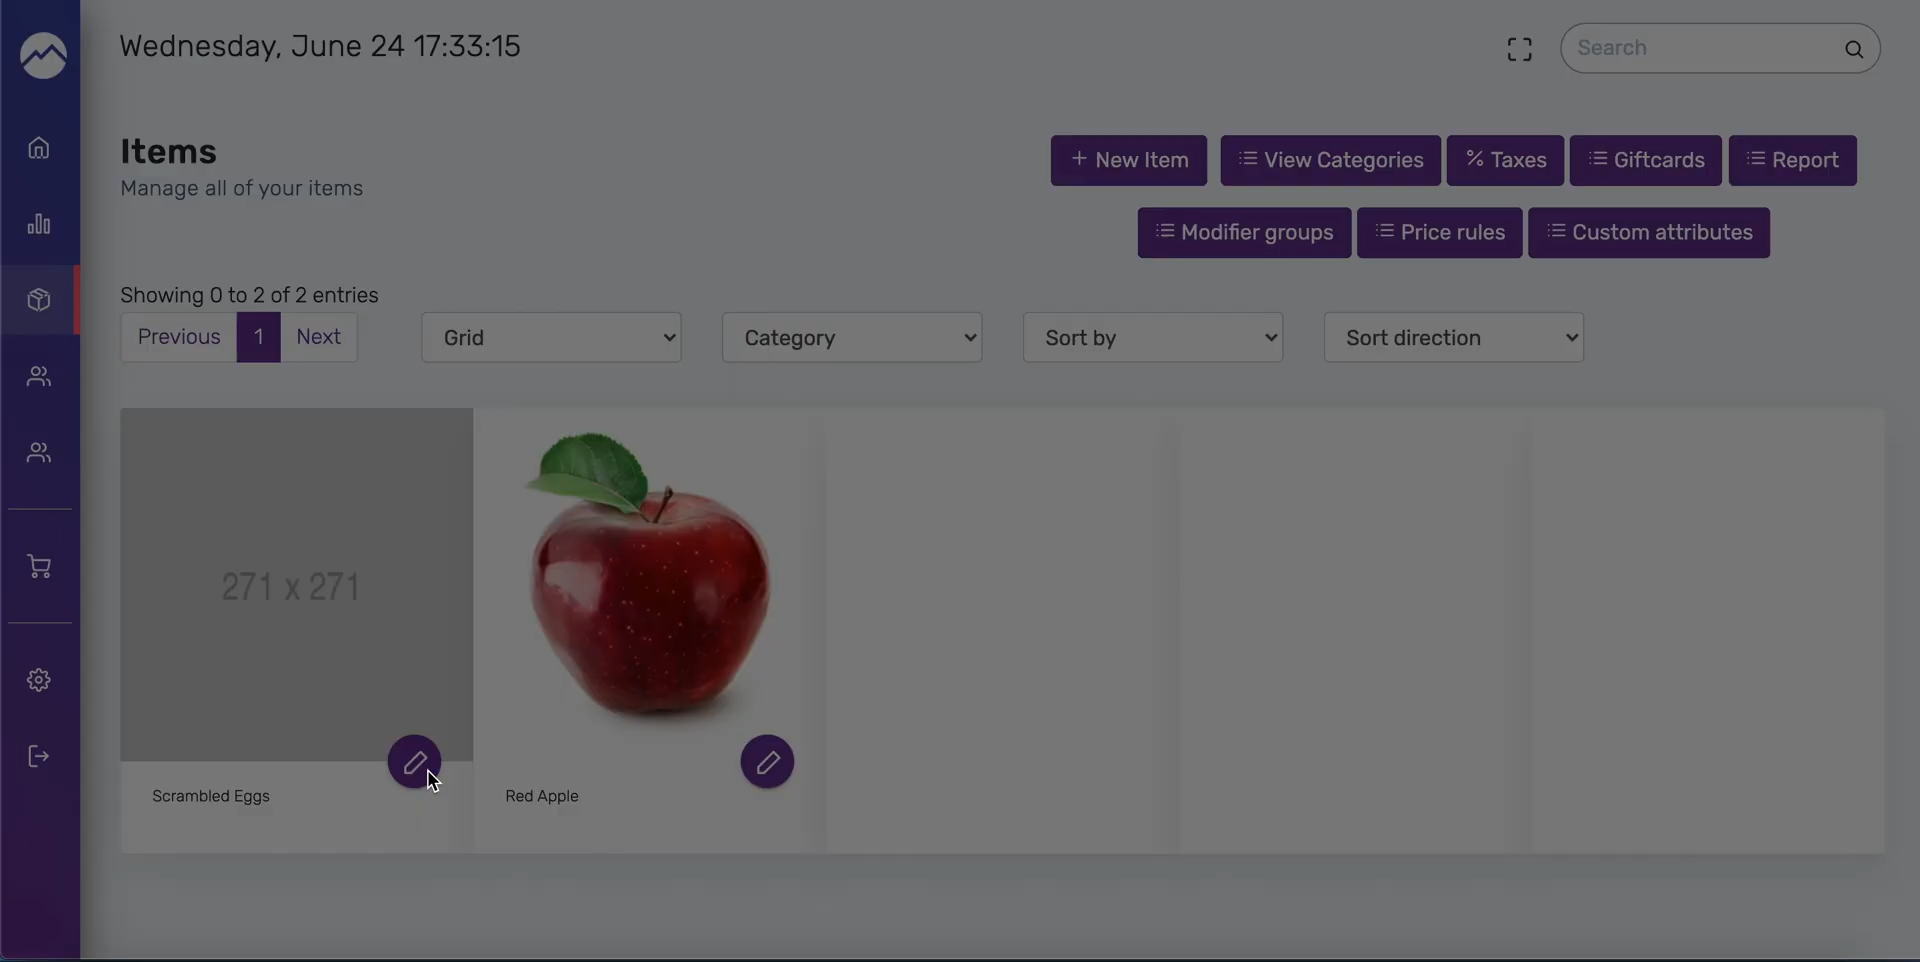 Wednesday, June 24 17:33:15
Search
Items
Manage all of your items
New Item
View Categories
% Taxes
Giftcards
Report
Modifier groups
Price rules
Custom attributes
Showing 0 to 2 of 2 entries
Previous
1
Next
Grid
Category
Sort by
Sort direction
271 x 271
Scrambled Eggs
Red Apple